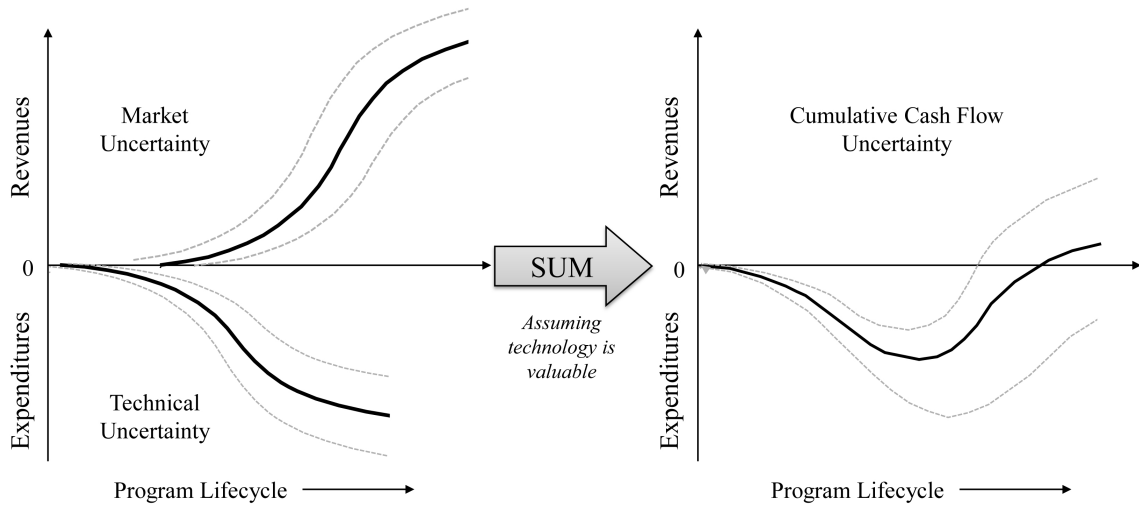 Revenues
Market
Uncertainty
0
Expenditures
Technical
Uncertainty
Program Lifecycle
SUM
Assuming
technology is
valuable
Revenues
Cumulative Cash Flow
Uncertainty
0
Expenditures
Program Lifecycle